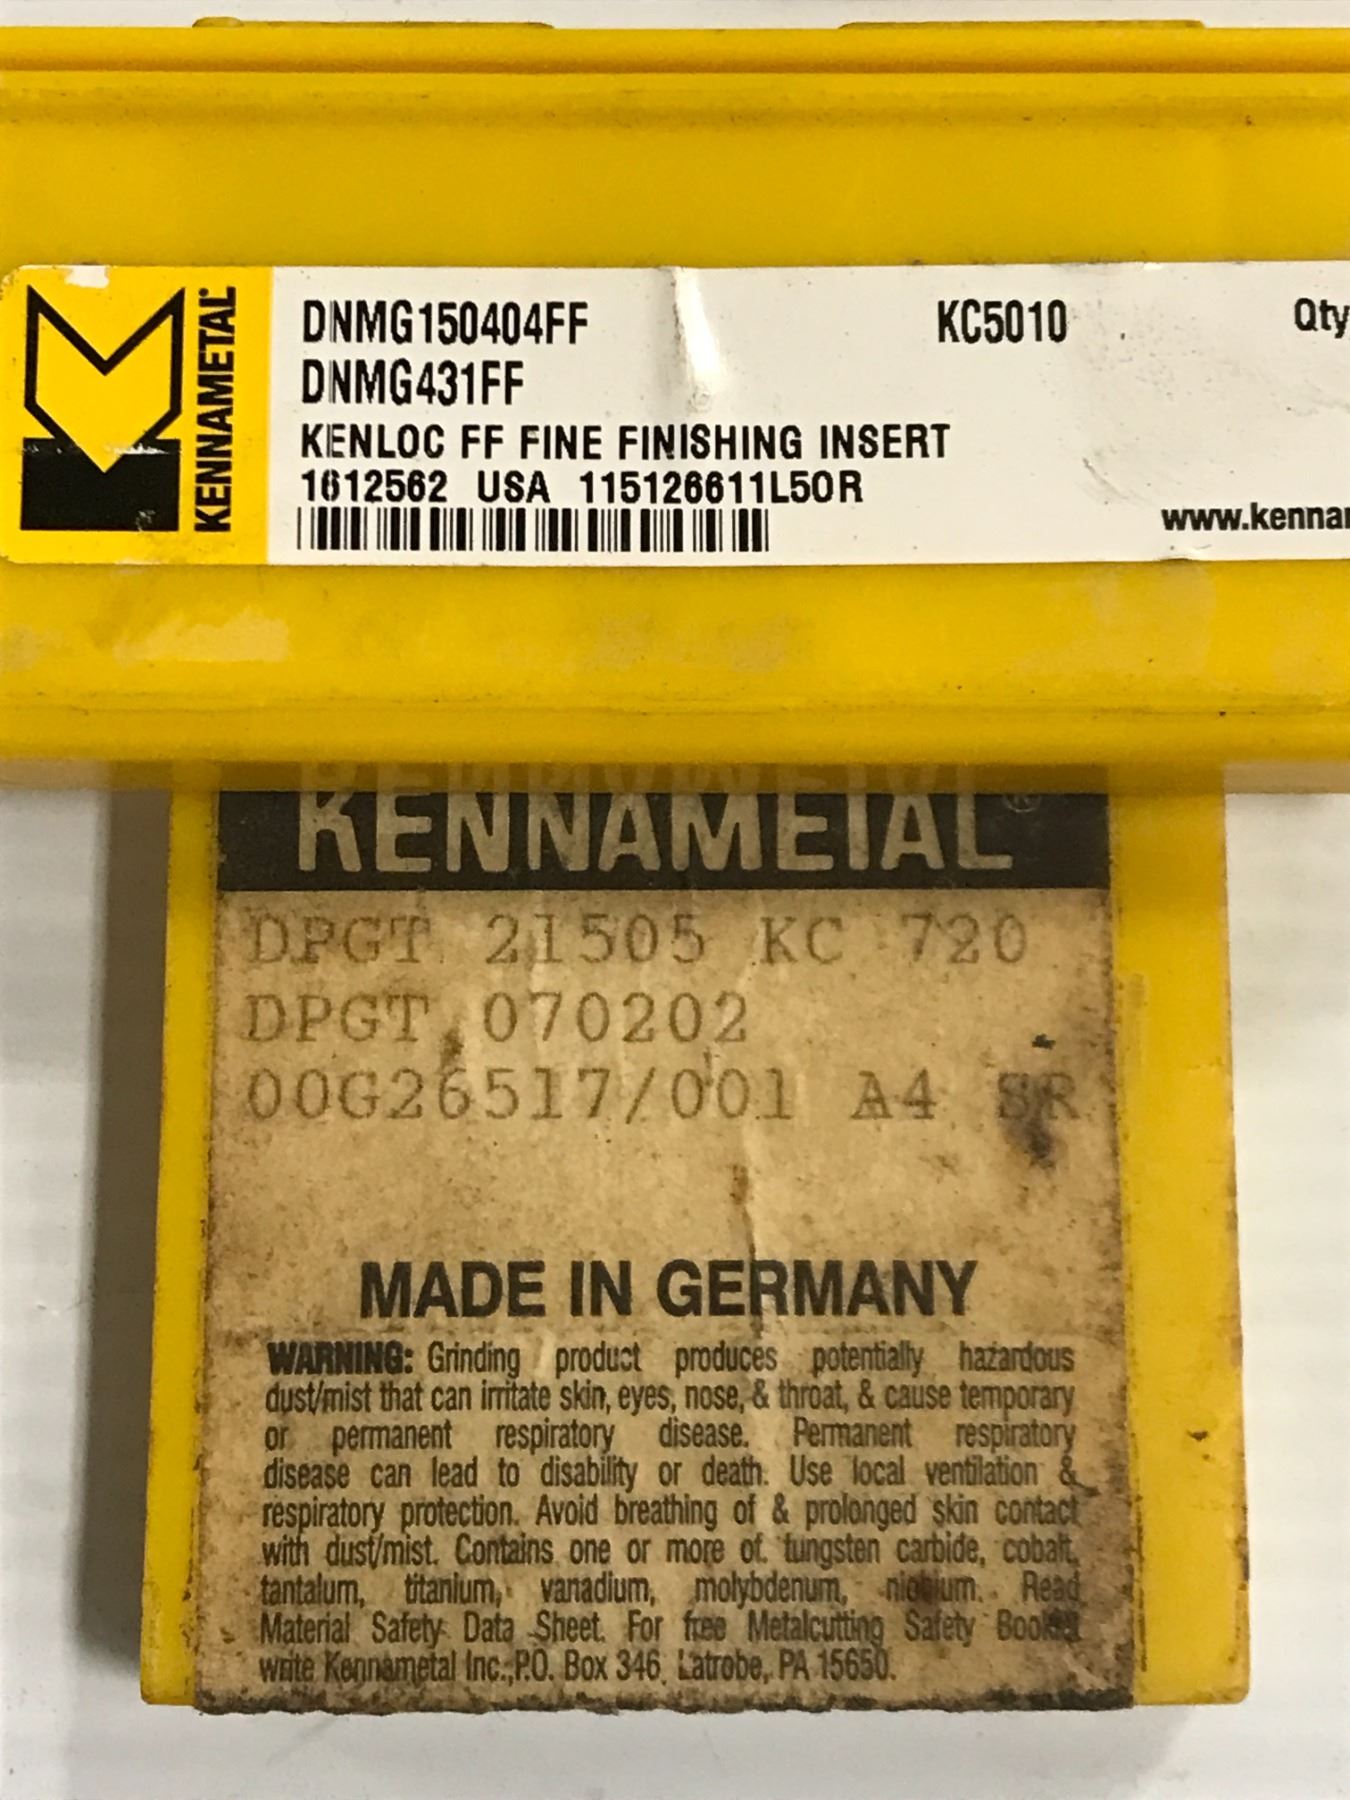 KENNAMETAL
DNMG150404FF KC5010 Qty
DNMG431FF
KENLOC FF FINE FINISHING INSERT
1612562 USA 115126611L50R
www.kennam
KENNAMETAL®
DPGT 21505 KC 720
DPGT 070202
00G26517/001 A4 SR
MADE IN GERMANY
WARNING: Grinding product produces potentially hazardous
dust/mist that can irritate skin, eyes, nose, & throat, & cause temporary
or permanent respiratory disease. Permanent respiratory
disease can lead to disability or death. Use local ventilation &
respiratory protection. Avoid breathing of & prolonged skin contact
with dust/mist. Contains one or more of. tungsten carbide, cobalt,
tantalum, titanium, vanadium, molybdenum, niobium. Read
Material Safety Data Sheet. For free Metalcutting Safety Booklet
write Kennametal Inc., P.O. Box 346, Latrobe, PA 15650.